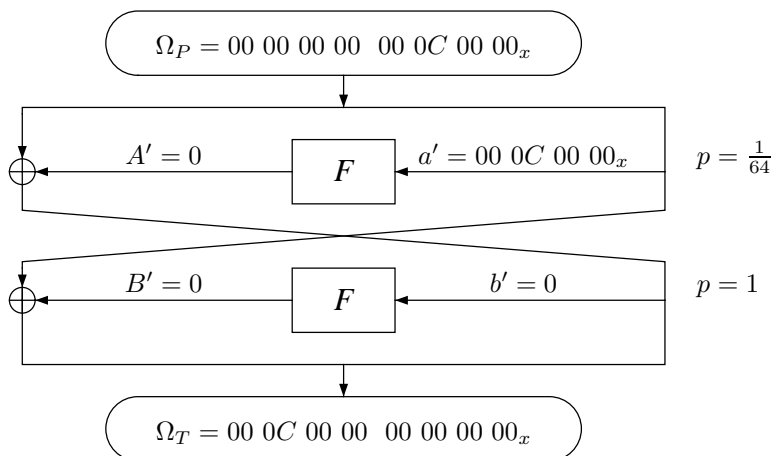 Ω_P = 00 00 00 00  00 0C 00 00_x
A′ = 0  F  a′ = 00 0C 00 00_x  p = 1/64
B′ = 0  F  b′ = 0  p = 1
Ω_T = 00 0C 00 00  00 00 00 00_x